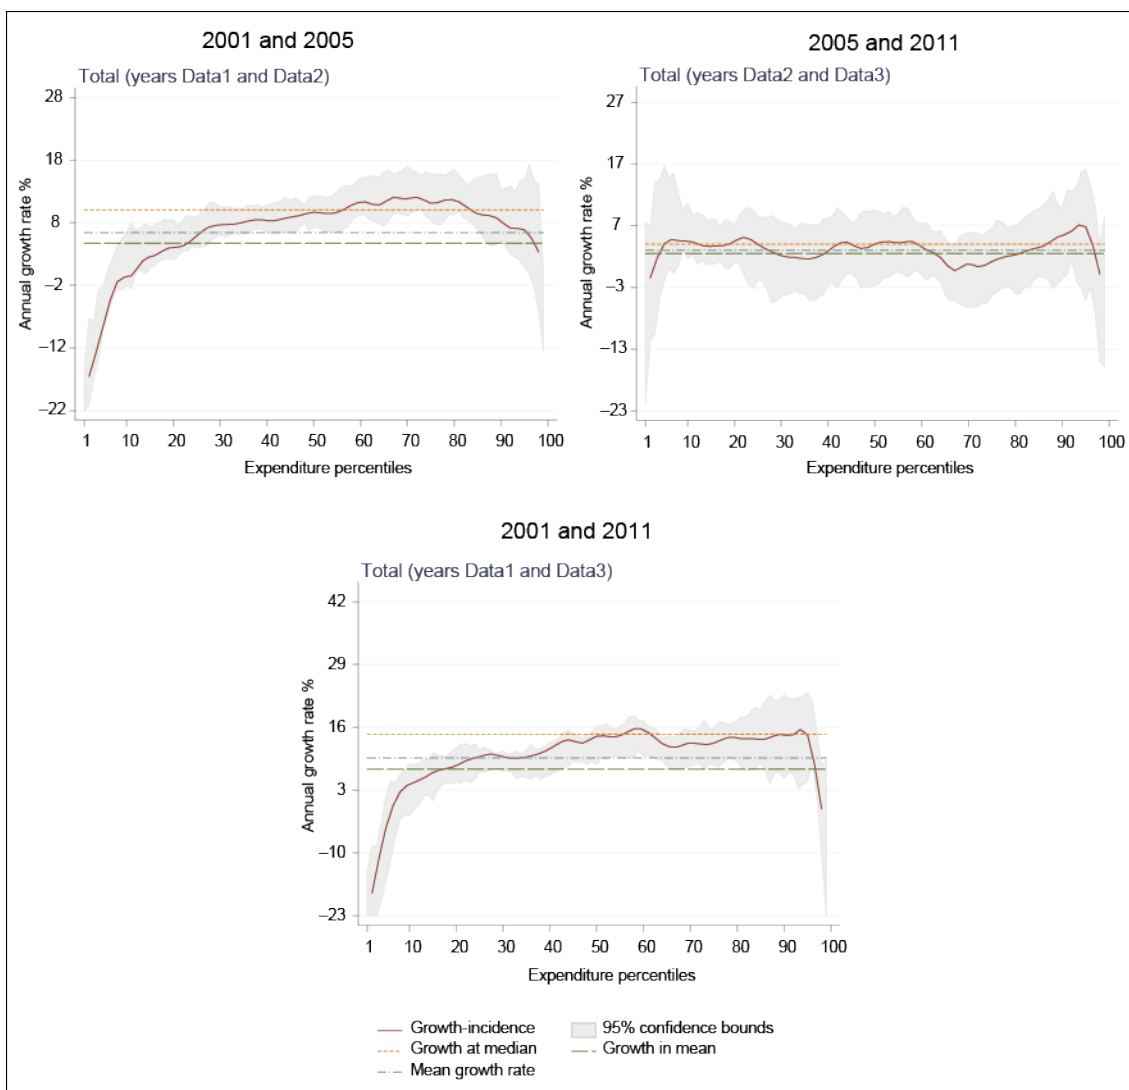 2001 and 2005
Total (years Data1 and Data2)
Annual growth rate %
28
18
8
–2
–12
–22
1 10 20 30 40 50 60 70 80 90 100
Expenditure percentiles
2005 and 2011
Total (years Data2 and Data3)
Annual growth rate %
27
17
7
–3
–13
–23
1 10 20 30 40 50 60 70 80 90 100
Expenditure percentiles
2001 and 2011
Total (years Data1 and Data3)
Annual growth rate %
42
29
16
3
–10
–23
1 10 20 30 40 50 60 70 80 90 100
Expenditure percentiles
Growth-incidence
95% confidence bounds
Growth at median
Growth in mean
Mean growth rate